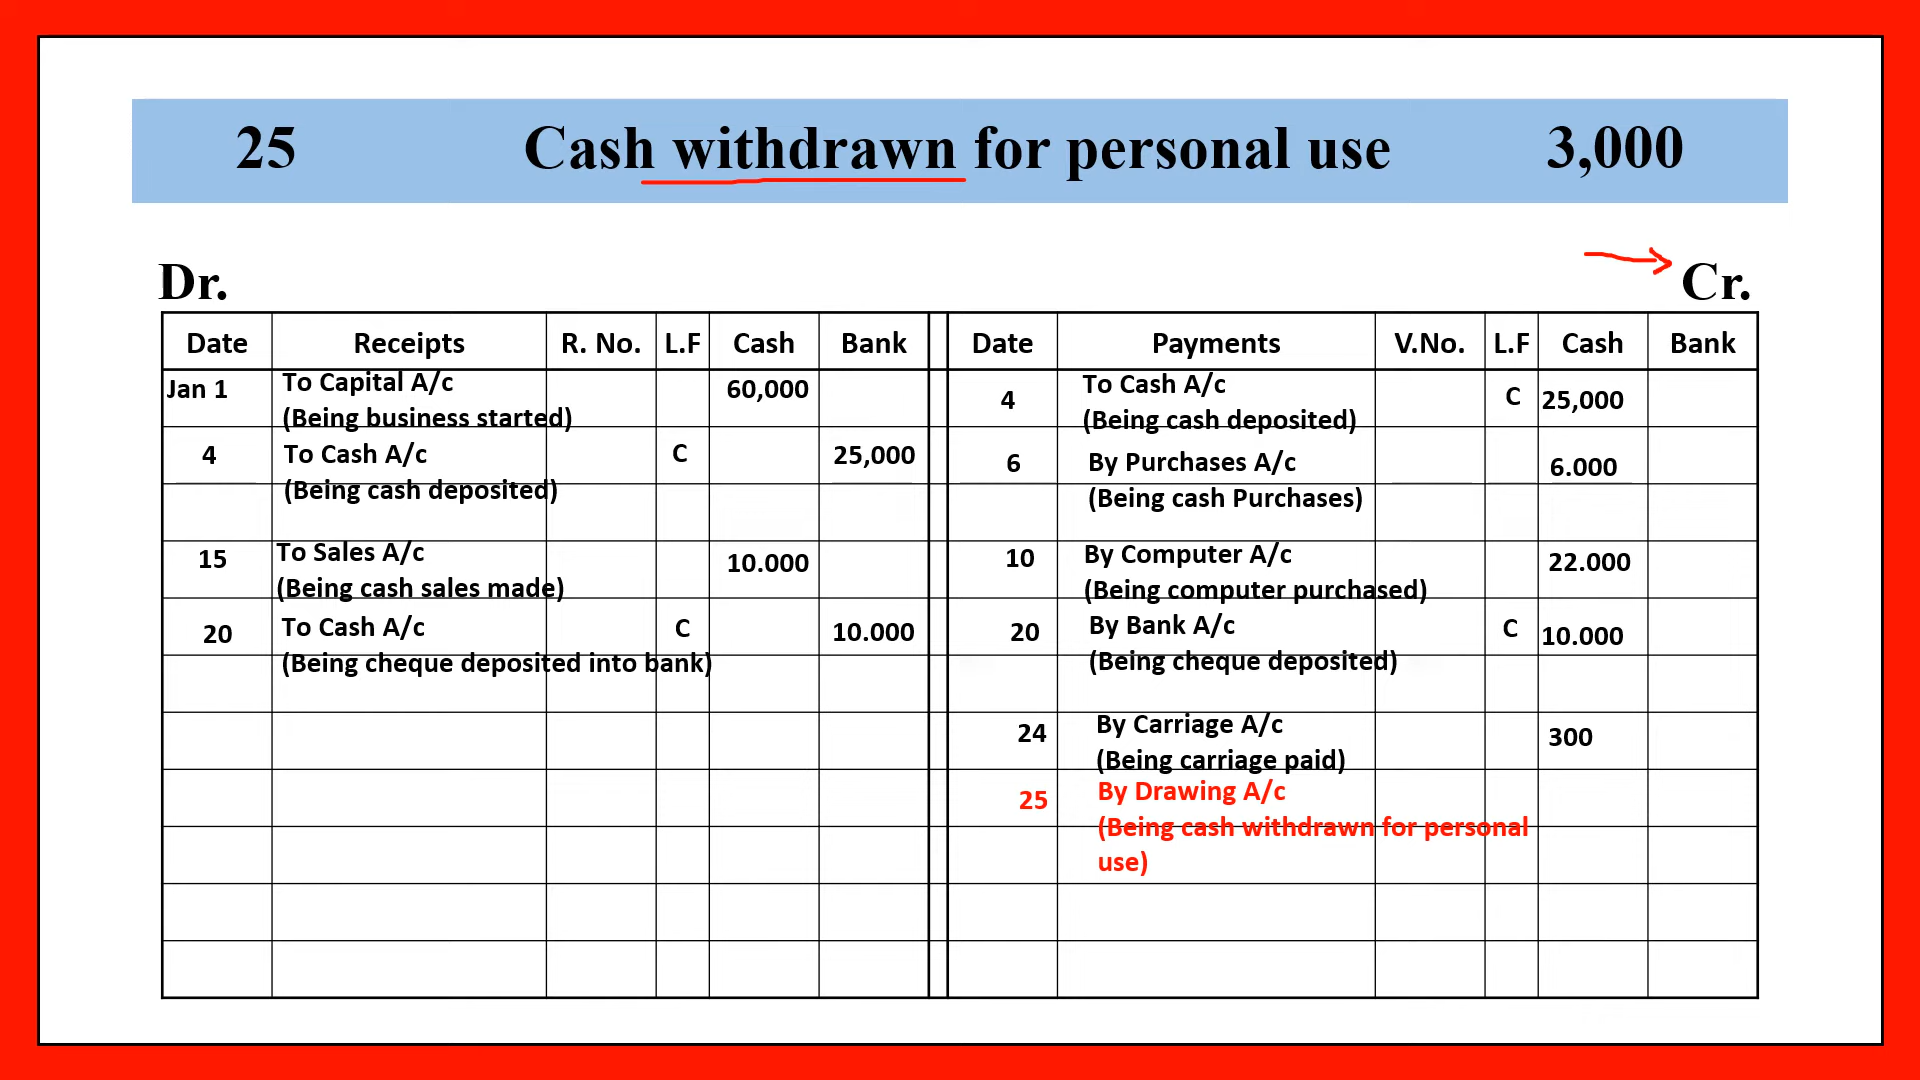 25 Cash withdrawn for personal use 3,000
Dr. Cr.
Date Receipts R. No. L.F Cash Bank Date Payments V.No. L.F Cash Bank
Jan 1 To Capital A/c 60,000
(Being business started)
4 To Cash A/c C 25,000
(Being cash deposited)
15 To Sales A/c 10.000
(Being cash sales made)
20 To Cash A/c C 10.000
(Being cheque deposited into bank)
4 To Cash A/c C 25,000
(Being cash deposited)
6 By Purchases A/c 6.000
(Being cash Purchases)
10 By Computer A/c 22.000
(Being computer purchased)
20 By Bank A/c C 10.000
(Being cheque deposited)
24 By Carriage A/c 300
(Being carriage paid)
25 By Drawing A/c
(Being cash withdrawn for personal
use)